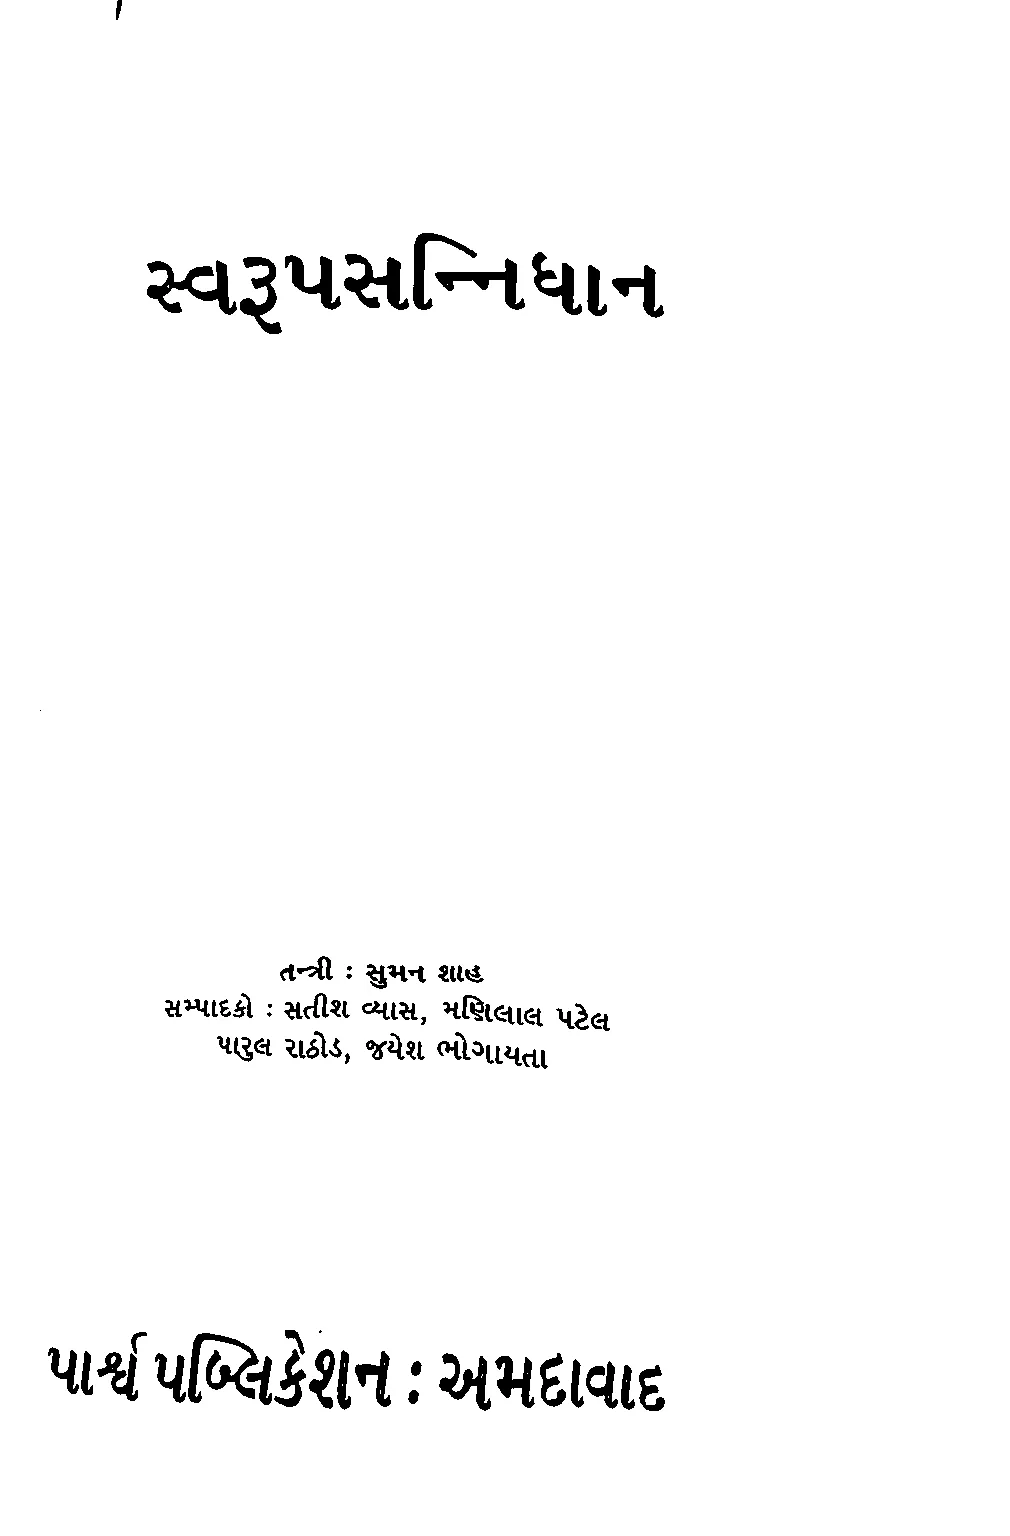 સ્વરૂપસન્નિધાન
તન્ત્રી : સુમન શાહ
સમ્પાદકો : સતીશ વ્યાસ, મણિલાલ પટેલ
પારુલ રાઠોડ, જયેશ ભોગાયતા
પાર્શ્વ પબ્લિકેશન : અમદાવાદ